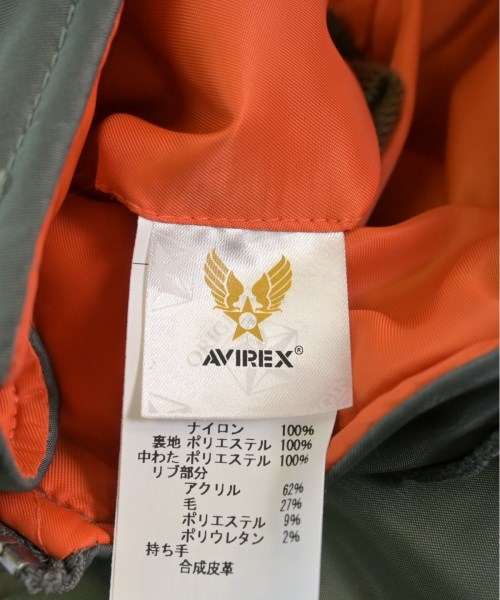 AVIREX®
ナイロン 100%
裏地 ポリエステル 100%
中わた ポリエステル 100%
リブ部分
アクリル 62%
毛 27%
ポリエステル 9%
ポリウレタン 2%
持ち手
合成皮革